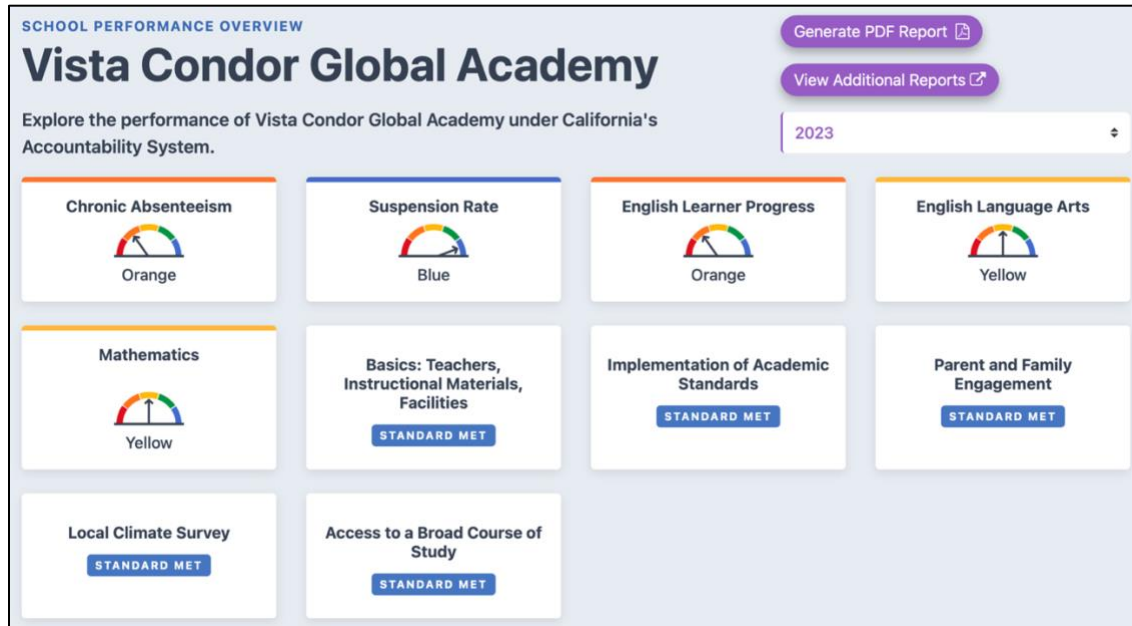 SCHOOL PERFORMANCE OVERVIEW
Vista Condor Global Academy
Explore the performance of Vista Condor Global Academy under California's
Accountability System.
Generate PDF Report
View Additional Reports
2023
Chronic Absenteeism
Orange
Suspension Rate
Blue
English Learner Progress
Orange
English Language Arts
Yellow
Mathematics
Yellow
Basics: Teachers,
Instructional Materials,
Facilities
STANDARD MET
Implementation of Academic
Standards
STANDARD MET
Parent and Family
Engagement
STANDARD MET
Local Climate Survey
STANDARD MET
Access to a Broad Course of
Study
STANDARD MET